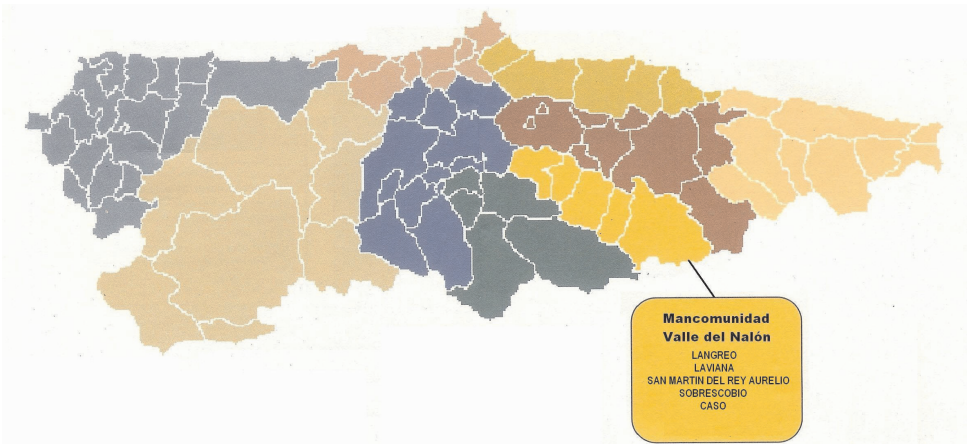 Mancomunidad
Valle del Nalón
LANGREO
LAVIANA
SAN MARTIN DEL REY AURELIO
SOBRESCOBIO
CASO